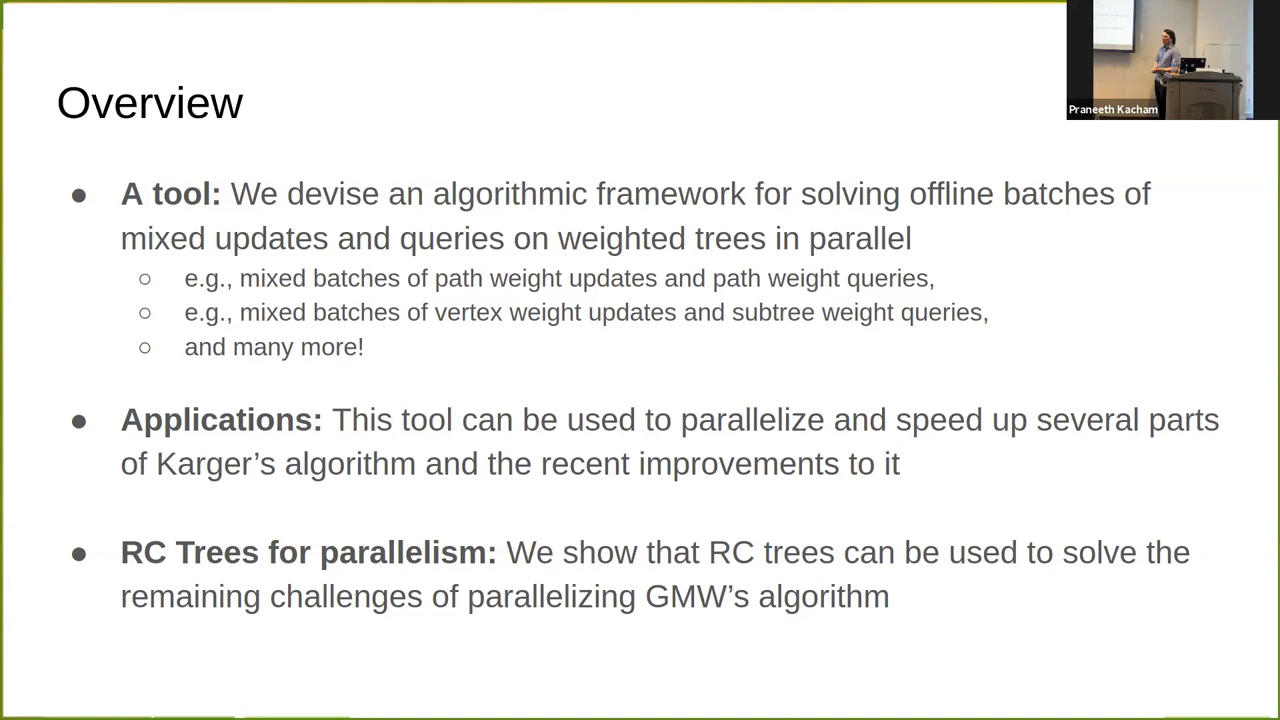 Overview
Praneeth Kacham
● A tool: We devise an algorithmic framework for solving offline batches of
mixed updates and queries on weighted trees in parallel
○ e.g., mixed batches of path weight updates and path weight queries,
○ e.g., mixed batches of vertex weight updates and subtree weight queries,
○ and many more!
● Applications: This tool can be used to parallelize and speed up several parts
of Karger’s algorithm and the recent improvements to it
● RC Trees for parallelism: We show that RC trees can be used to solve the
remaining challenges of parallelizing GMW’s algorithm